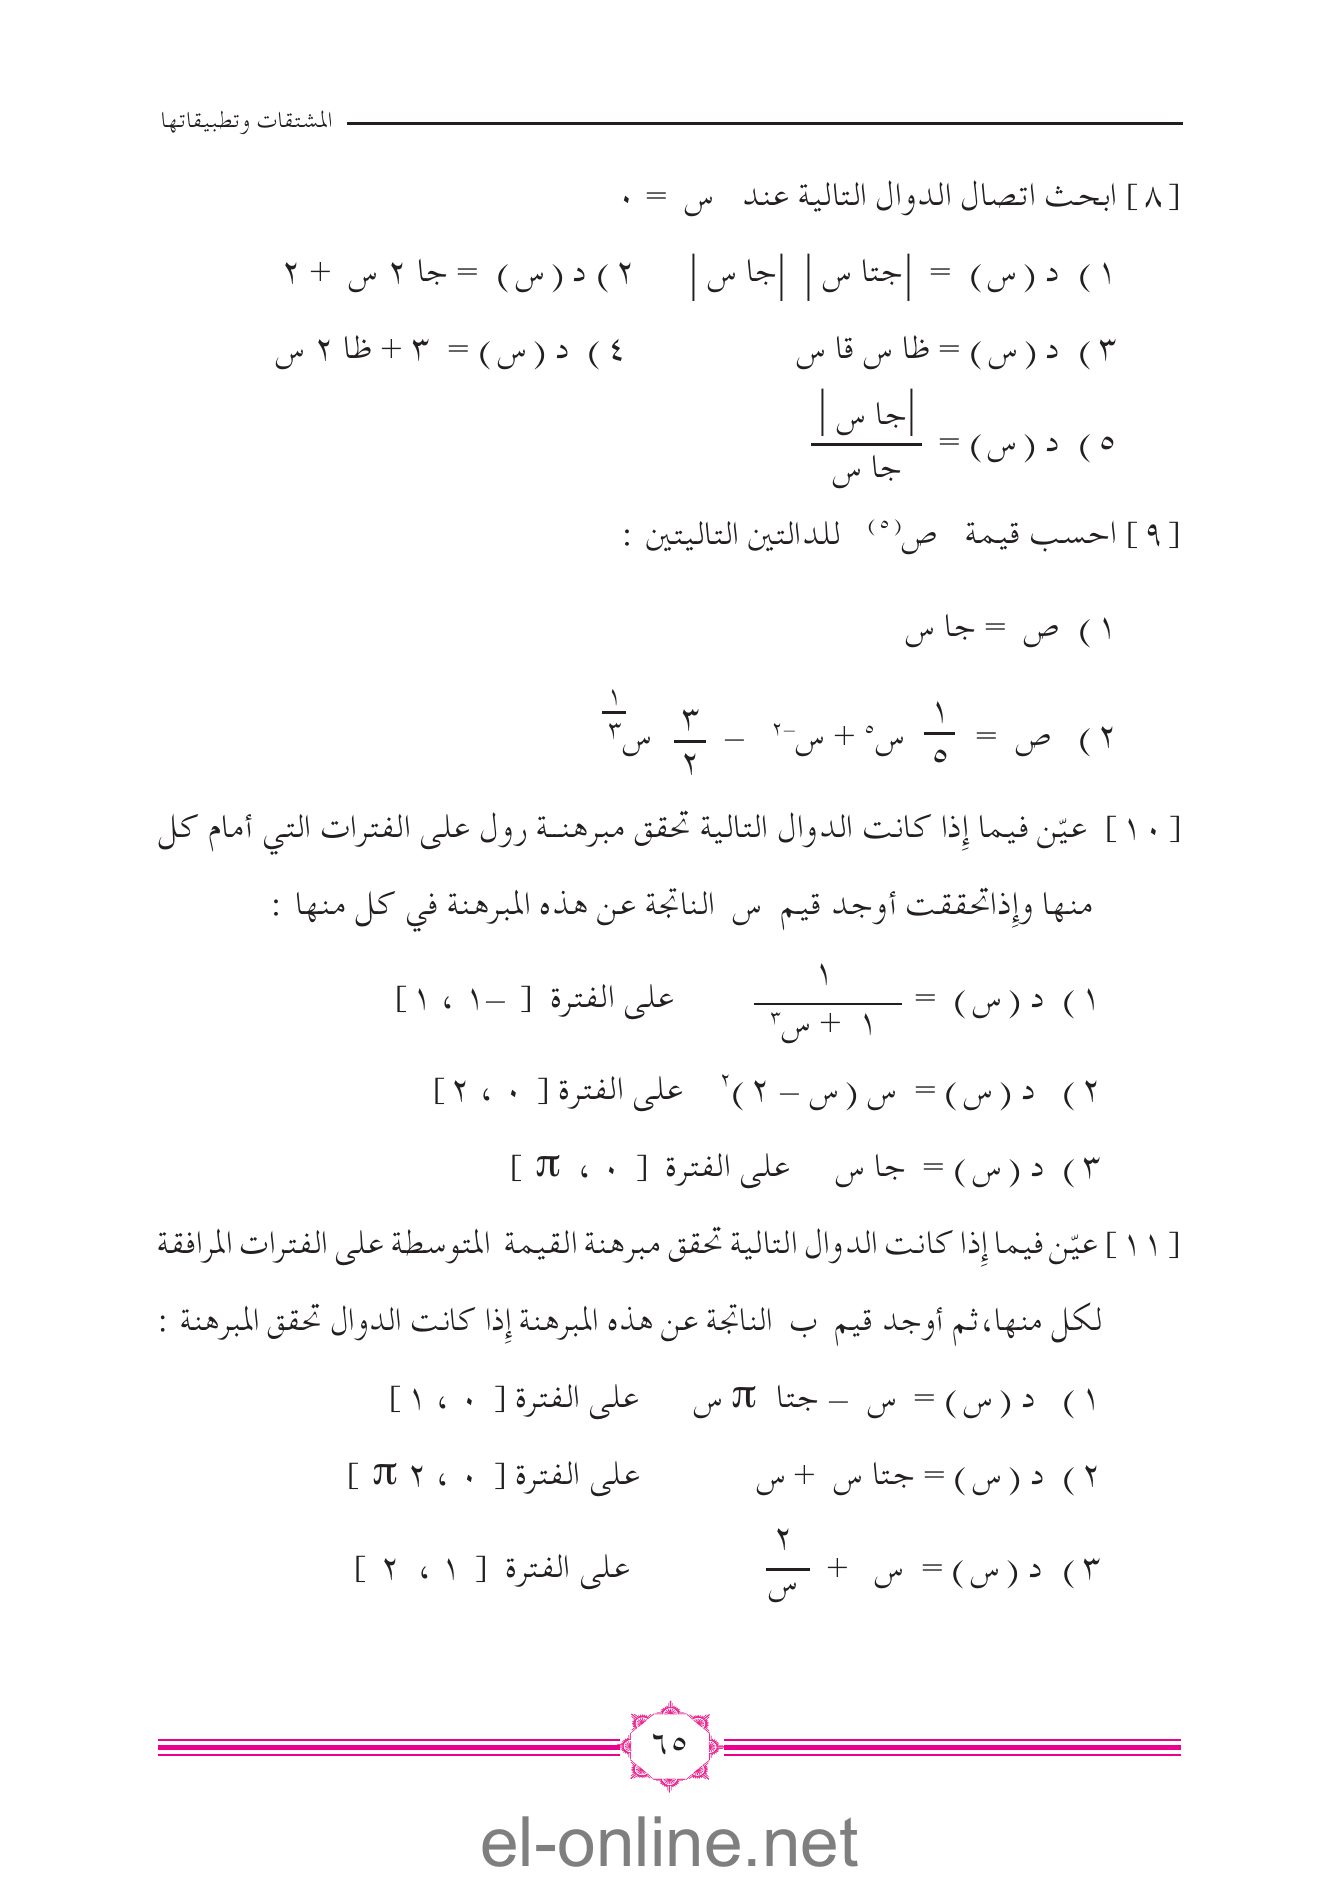 المشتقات وتطبيقاتها
[٨] ابحث اتصال الدوال التالية عند س = ٠
١) د (س) = |جتا س| |جا س| ٢) د (س) = جا ٢ س + ٢
٣) د (س) = ظا س قا س ٤) د (س) = ٣ + ظا ٢ س
٥) د (س) = |جا س| / جا س
[٩] احسب قيمة ص⁽٥⁾ للدالتين التاليتين :
١) ص = جا س
٢) ص = ١/٥ س^٥ + س^–٢ – ٣/٢ س^١/٣
[١٠] عيّن فيما إِذا كانت الدوال التالية تحقق مبرهنـة رول على الفترات التي أمام كل
منها وإِذاتحققت أوجد قيم س الناتجة عن هذه المبرهنة في كل منها :
١) د (س) = ١ / (١ + س^٣) على الفترة [ –١ ، ١ ]
٢) د (س) = س (س – ٢)^٢ على الفترة [ ٠ ، ٢ ]
٣) د (س) = جا س على الفترة [ ٠ ، π ]
[١١] عيّن فيما إِذا كانت الدوال التالية تحقق مبرهنة القيمة المتوسطة على الفترات المرافقة
لكل منها،ثم أوجد قيم ب الناتجة عن هذه المبرهنة إِذا كانت الدوال تحقق المبرهنة :
١) د (س) = س – جتا π س على الفترة [ ٠ ، ١ ]
٢) د (س) = جتا س + س على الفترة [ ٠ ، ٢ π ]
٣) د (س) = س + ٢/س على الفترة [ ١ ، ٢ ]
٦٥
el-online.net